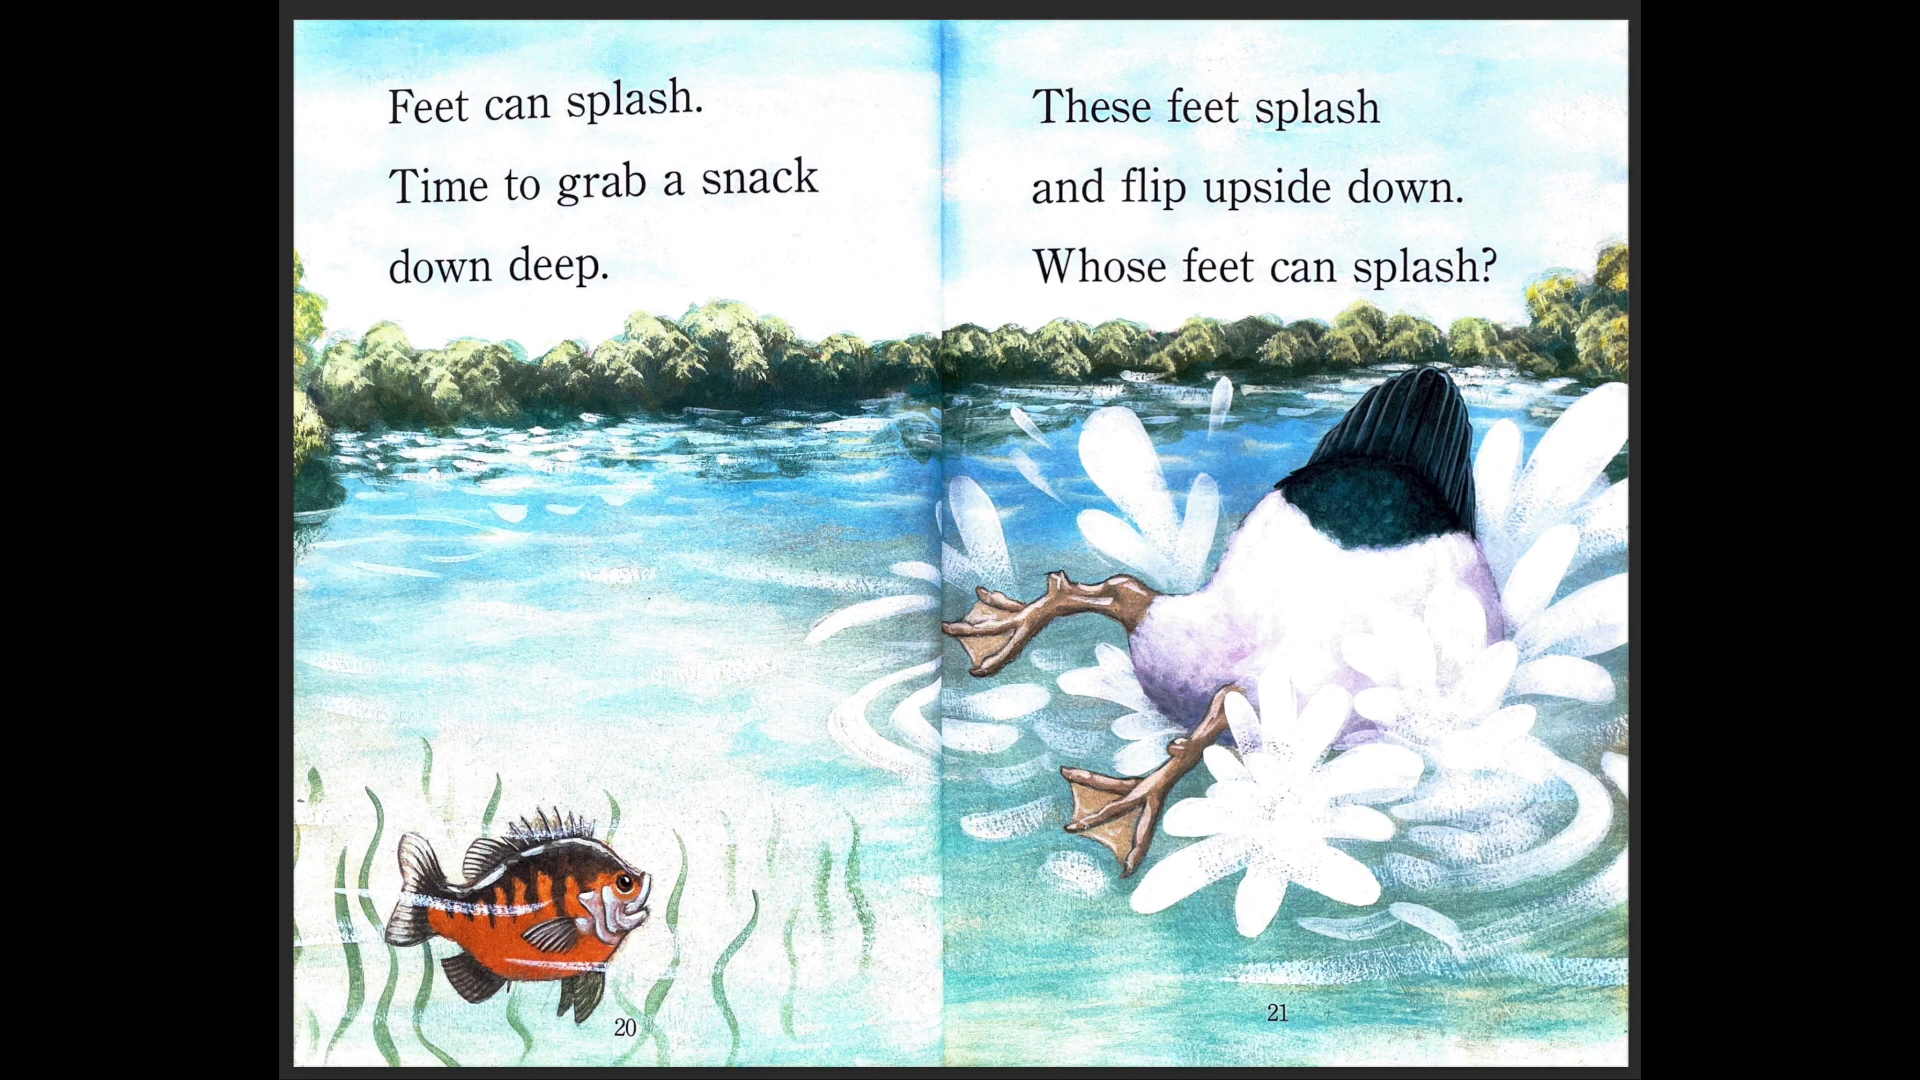 Feet can splash.
Time to grab a snack
down deep.
20
These feet splash
and flip upside down.
Whose feet can splash?
21